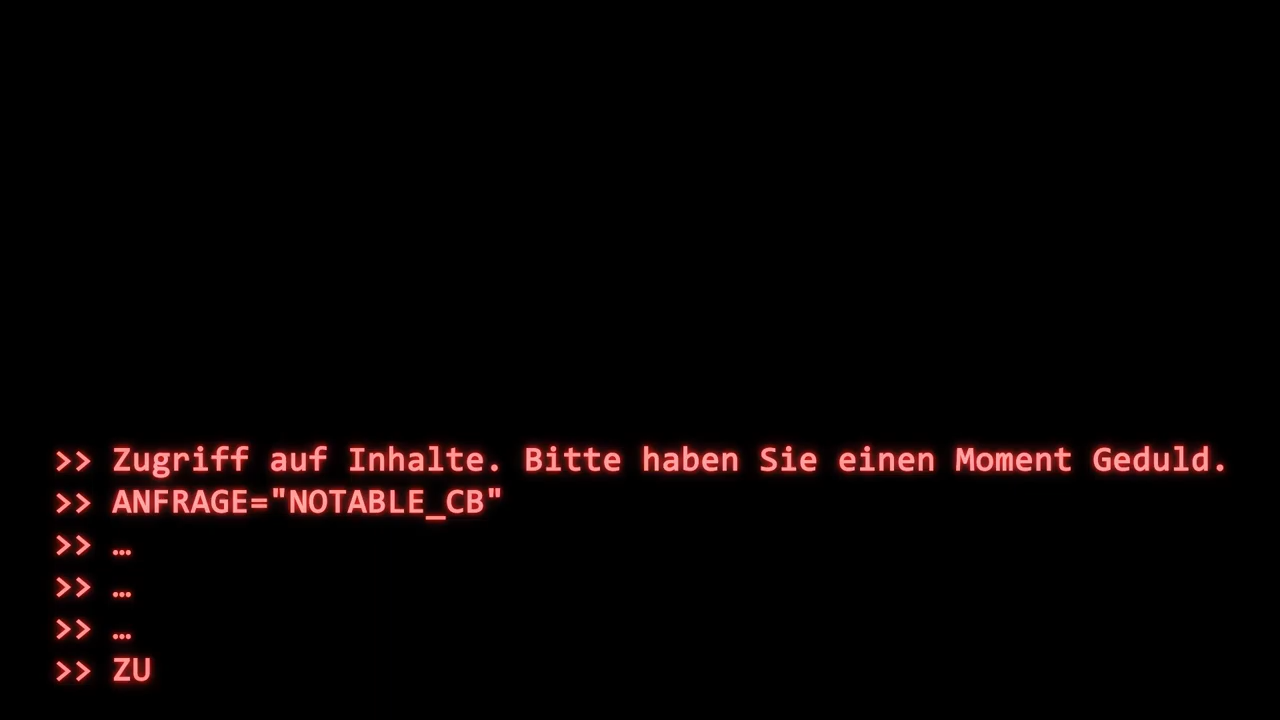 >> Zugriff auf Inhalte. Bitte haben Sie einen Moment Geduld.
>> ANFRAGE="NOTABLE_CB"
>> …
>> …
>> …
>> ZU